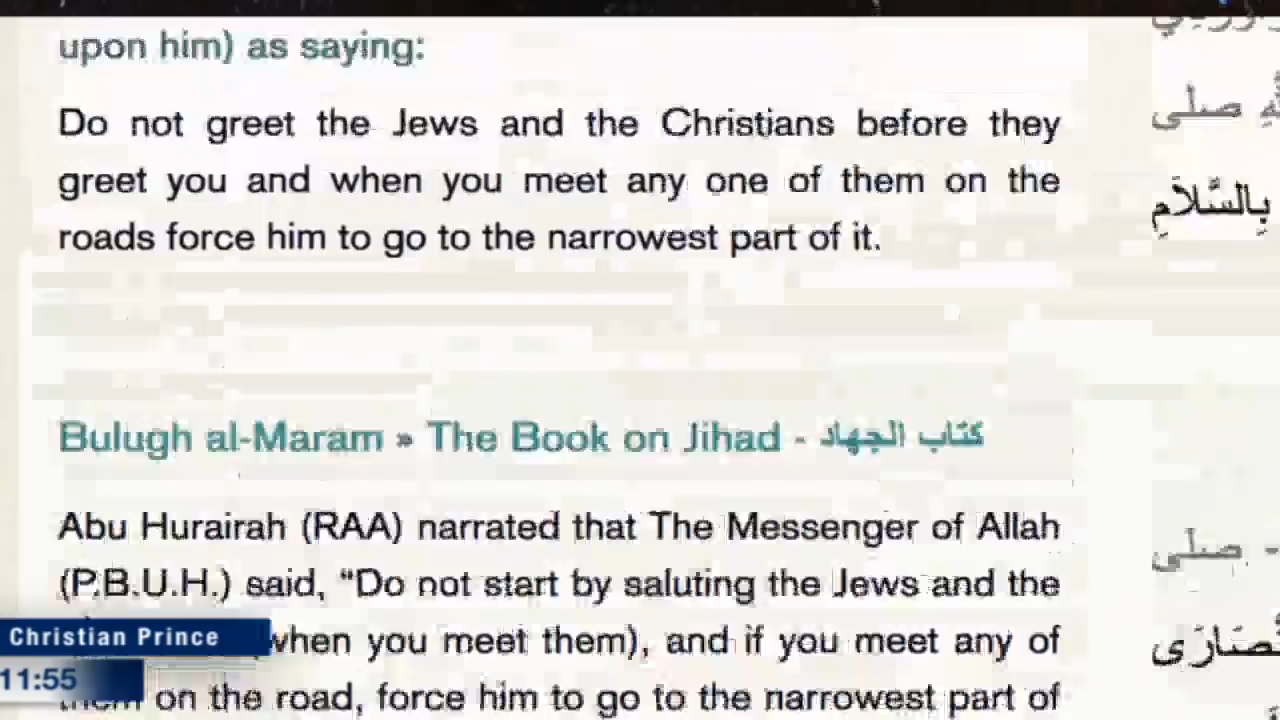 upon him) as saying:
صلى
Do not greet the Jews and the Christians before they
greet you and when you meet any one of them on the
بِالسَّلاَمِ
roads force him to go to the narrowest part of it.
Bulugh al-Maram » The Book on Jihad - كتاب الجهاد
Abu Hurairah (RAA) narrated that The Messenger of Allah
- صلى
(P.B.U.H.) said, “Do not start by saluting the Jews and the
Christian Prince
when you meet them), and if you meet any of
11:55
them on the road, force him to go to the narrowest part of